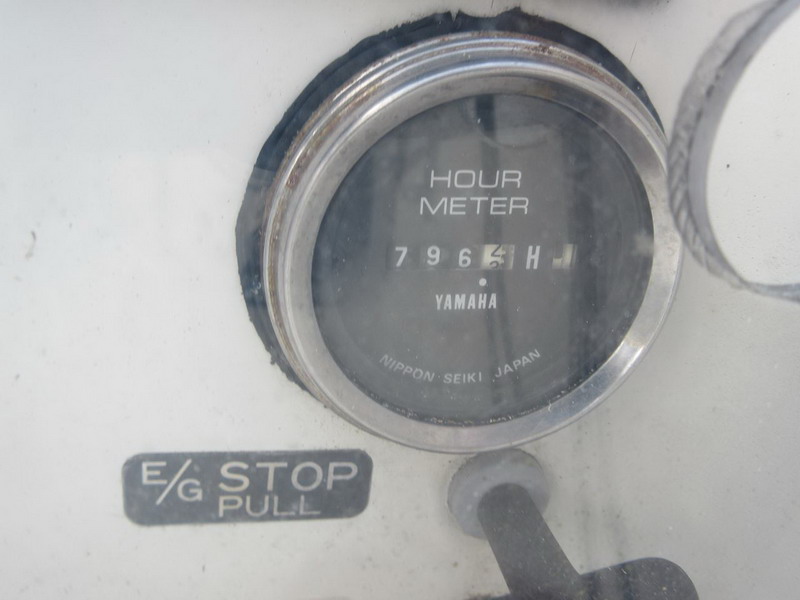 HOUR
METER
796 H
YAMAHA
NIPPON SEIKI JAPAN
E/G STOP
PULL